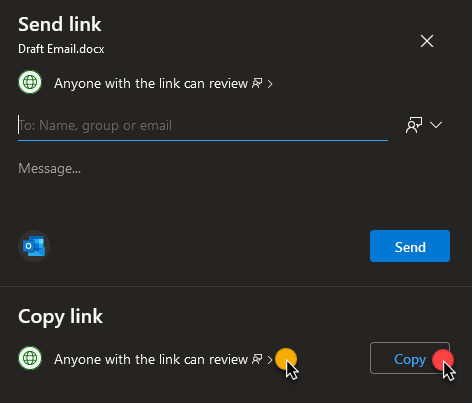 Send link
Draft Email.docx
Anyone with the link can review
To: Name, group or email
Message...
Send
Copy link
Anyone with the link can review
Copy